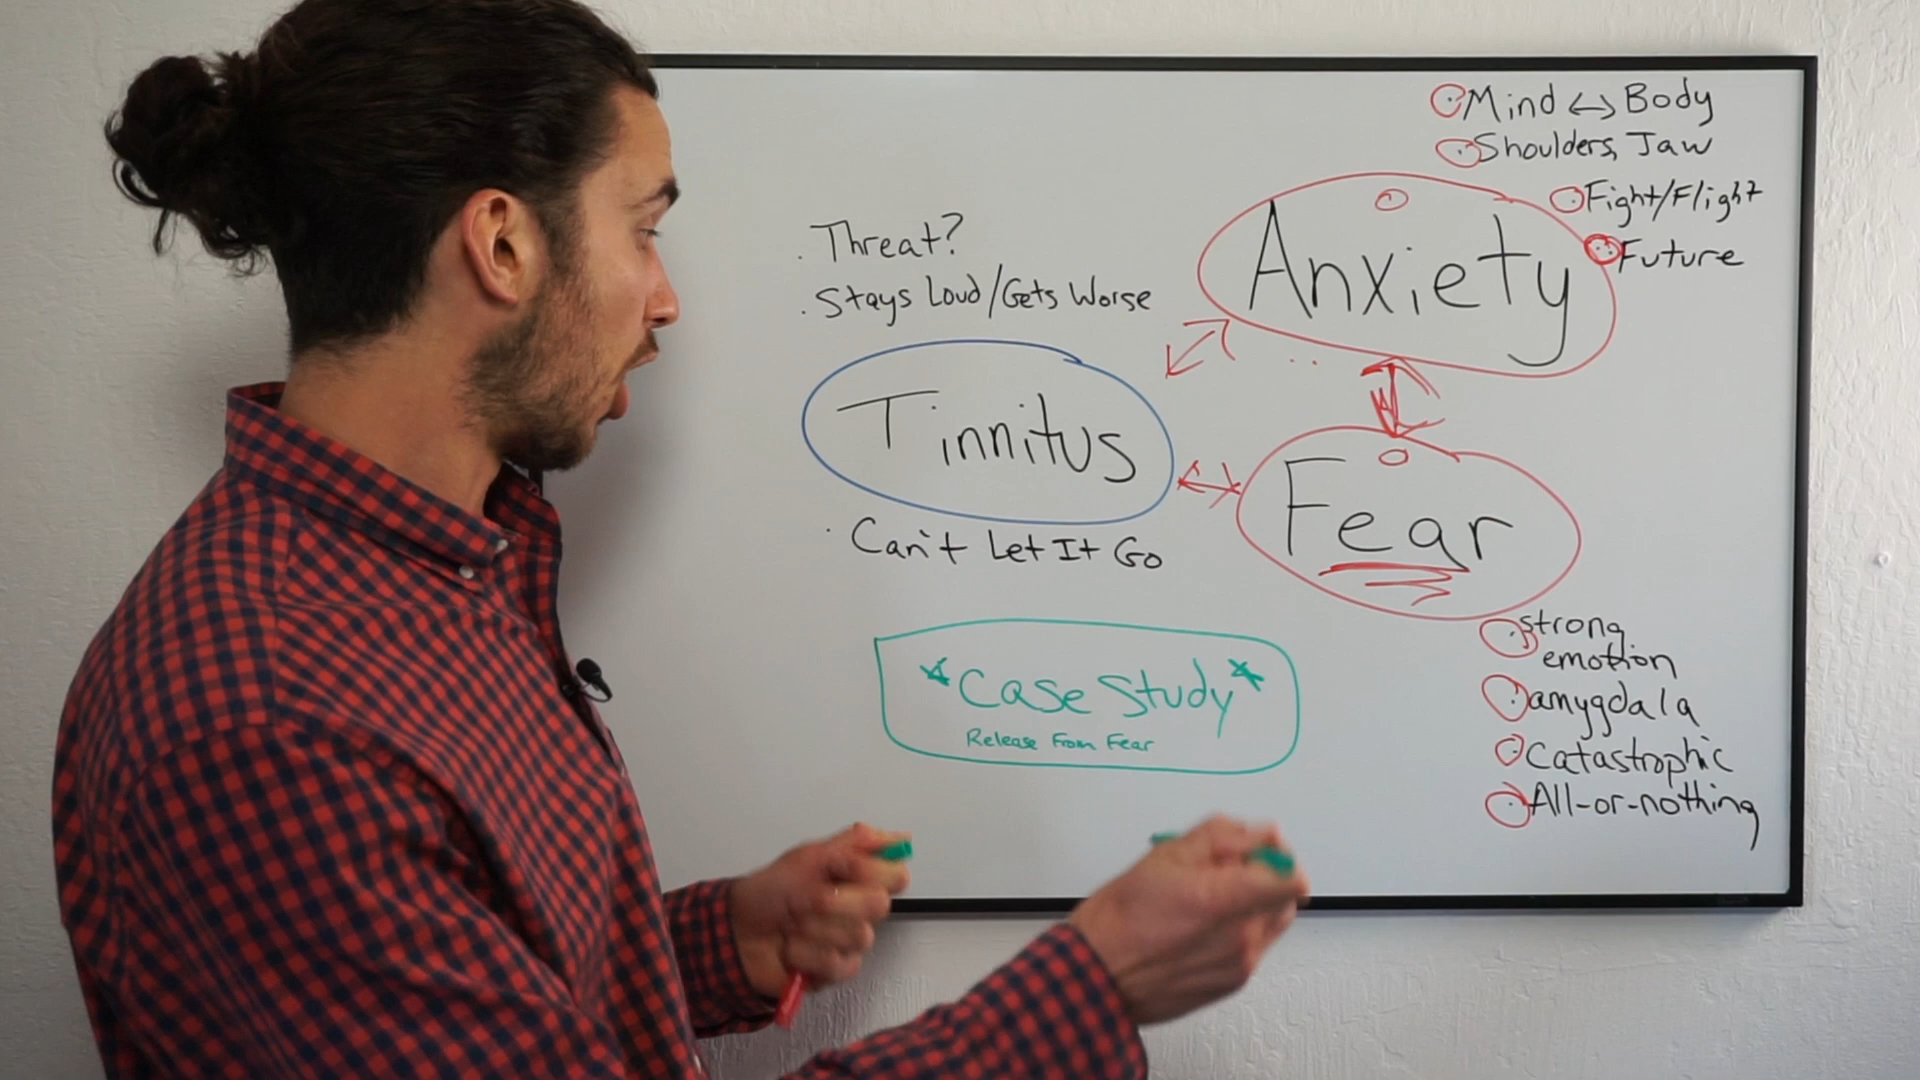 Mind <-> Body
Shoulders, Jaw
Fight/Flight
Future
Anxiety
Threat?
Stays Loud/Gets Worse
Tinnitus
Can't Let It Go
Fear
strong
emotion
amygdala
Catastrophic
All-or-nothing
*Case Study*
Release From Fear